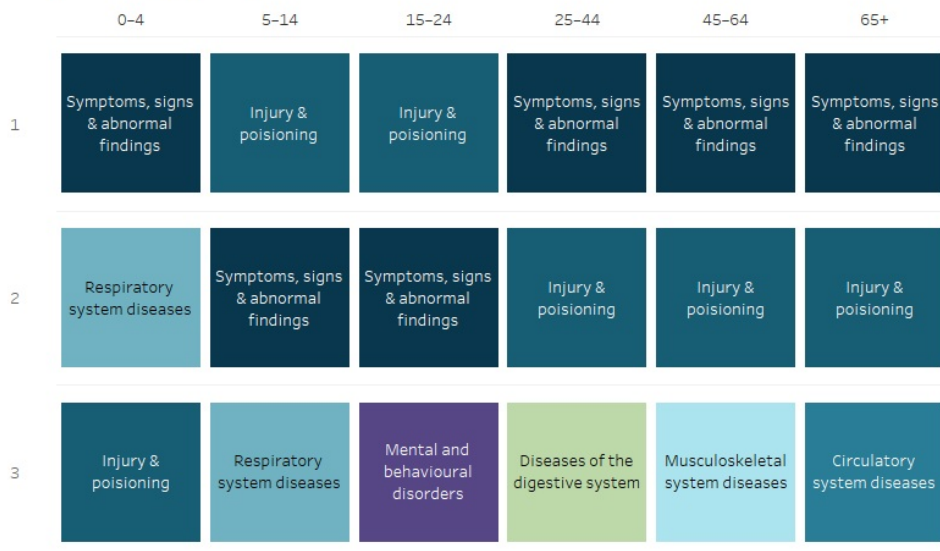 0–4 5–14 15–24 25–44 45–64 65+
1
Symptoms, signs
& abnormal
findings
Injury &
poisioning
Injury &
poisioning
Symptoms, signs
& abnormal
findings
Symptoms, signs
& abnormal
findings
Symptoms, signs
& abnormal
findings
2
Respiratory
system diseases
Symptoms, signs
& abnormal
findings
Symptoms, signs
& abnormal
findings
Injury &
poisioning
Injury &
poisioning
Injury &
poisioning
3
Injury &
poisioning
Respiratory
system diseases
Mental and
behavioural
disorders
Diseases of the
digestive system
Musculoskeletal
system diseases
Circulatory
system diseases